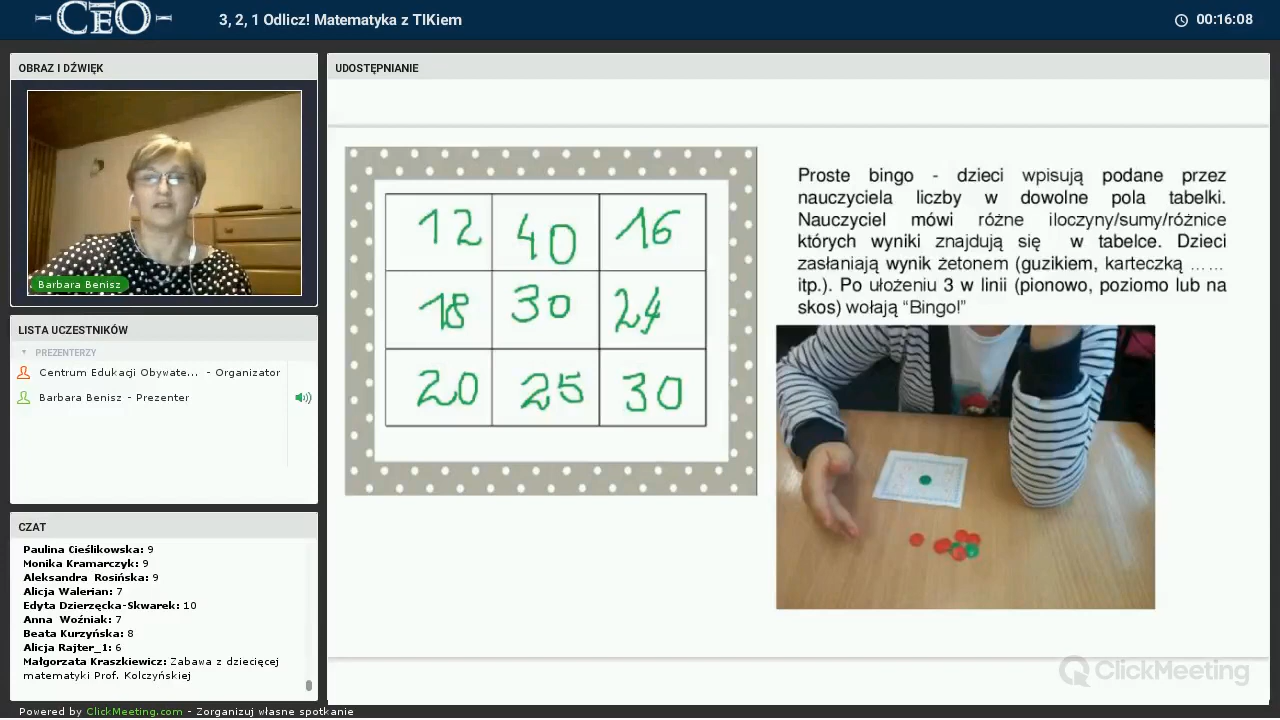 CEO
3, 2, 1 Odlicz! Matematyka z TIKiem
00:16:08
OBRAZ I DŹWIĘK
Barbara Benisz
LISTA UCZESTNIKÓW
PREZENTERZY
Centrum Edukacji Obywate... - Organizator
Barbara Benisz - Prezenter
CZAT
Paulina Cieślikowska: 9
Monika Kramarczyk: 9
Aleksandra Rosińska: 9
Alicja Walerian: 7
Edyta Dzierzęcka-Skwarek: 10
Anna Woźniak: 7
Beata Kurzyńska: 8
Alicja Rajter_1: 6
Małgorzata Kraszkiewicz: Zabawa z dziecięcej
matematyki Prof. Kolczyńskiej
UDOSTĘPNIANIE
12 40 16
18 30 24
20 25 30
Proste bingo - dzieci wpisują podane przez
nauczyciela liczby w dowolne pola tabelki.
Nauczyciel mówi różne iloczyny/sumy/różnice
których wyniki znajdują się w tabelce. Dzieci
zasłaniają wynik żetonem (guzikiem, karteczką ......
itp.). Po ułożeniu 3 w linii (pionowo, poziomo lub na
skos) wołają “Bingo!”
ClickMeeting
Powered by ClickMeeting.com - Zorganizuj własne spotkanie